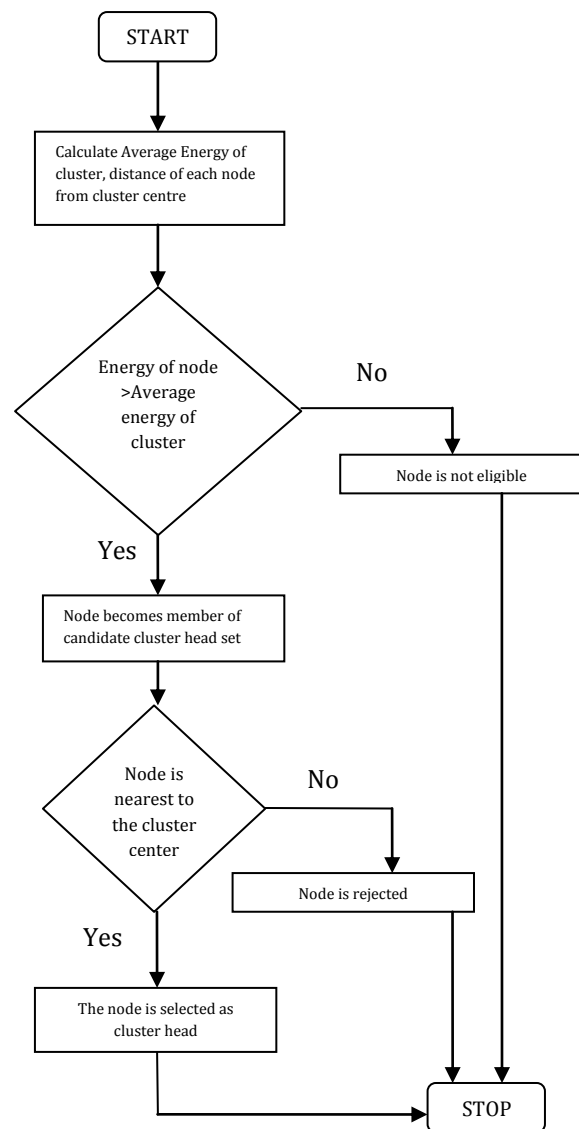 START
Calculate Average Energy of
cluster, distance of each node
from cluster centre
Energy of node
>Average
energy of
cluster
No
Node is not eligible
Yes
Node becomes member of
candidate cluster head set
Node is
nearest to
the cluster
center
No
Node is rejected
Yes
The node is selected as
cluster head
STOP